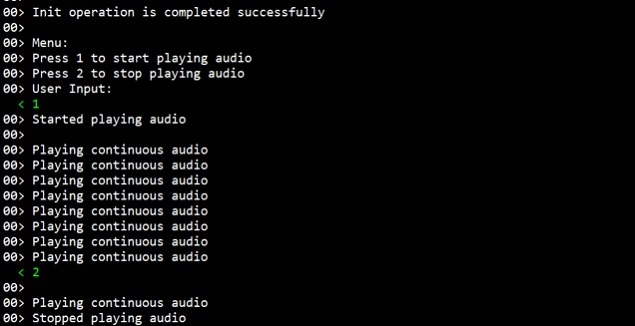 00> Init operation is completed successfully
00>
00> Menu:
00> Press 1 to start playing audio
00> Press 2 to stop playing audio
00> User Input:
< 1
00> Started playing audio
00>
00> Playing continuous audio
00> Playing continuous audio
00> Playing continuous audio
00> Playing continuous audio
00> Playing continuous audio
00> Playing continuous audio
00> Playing continuous audio
00> Playing continuous audio
< 2
00>
00> Playing continuous audio
00> Stopped playing audio